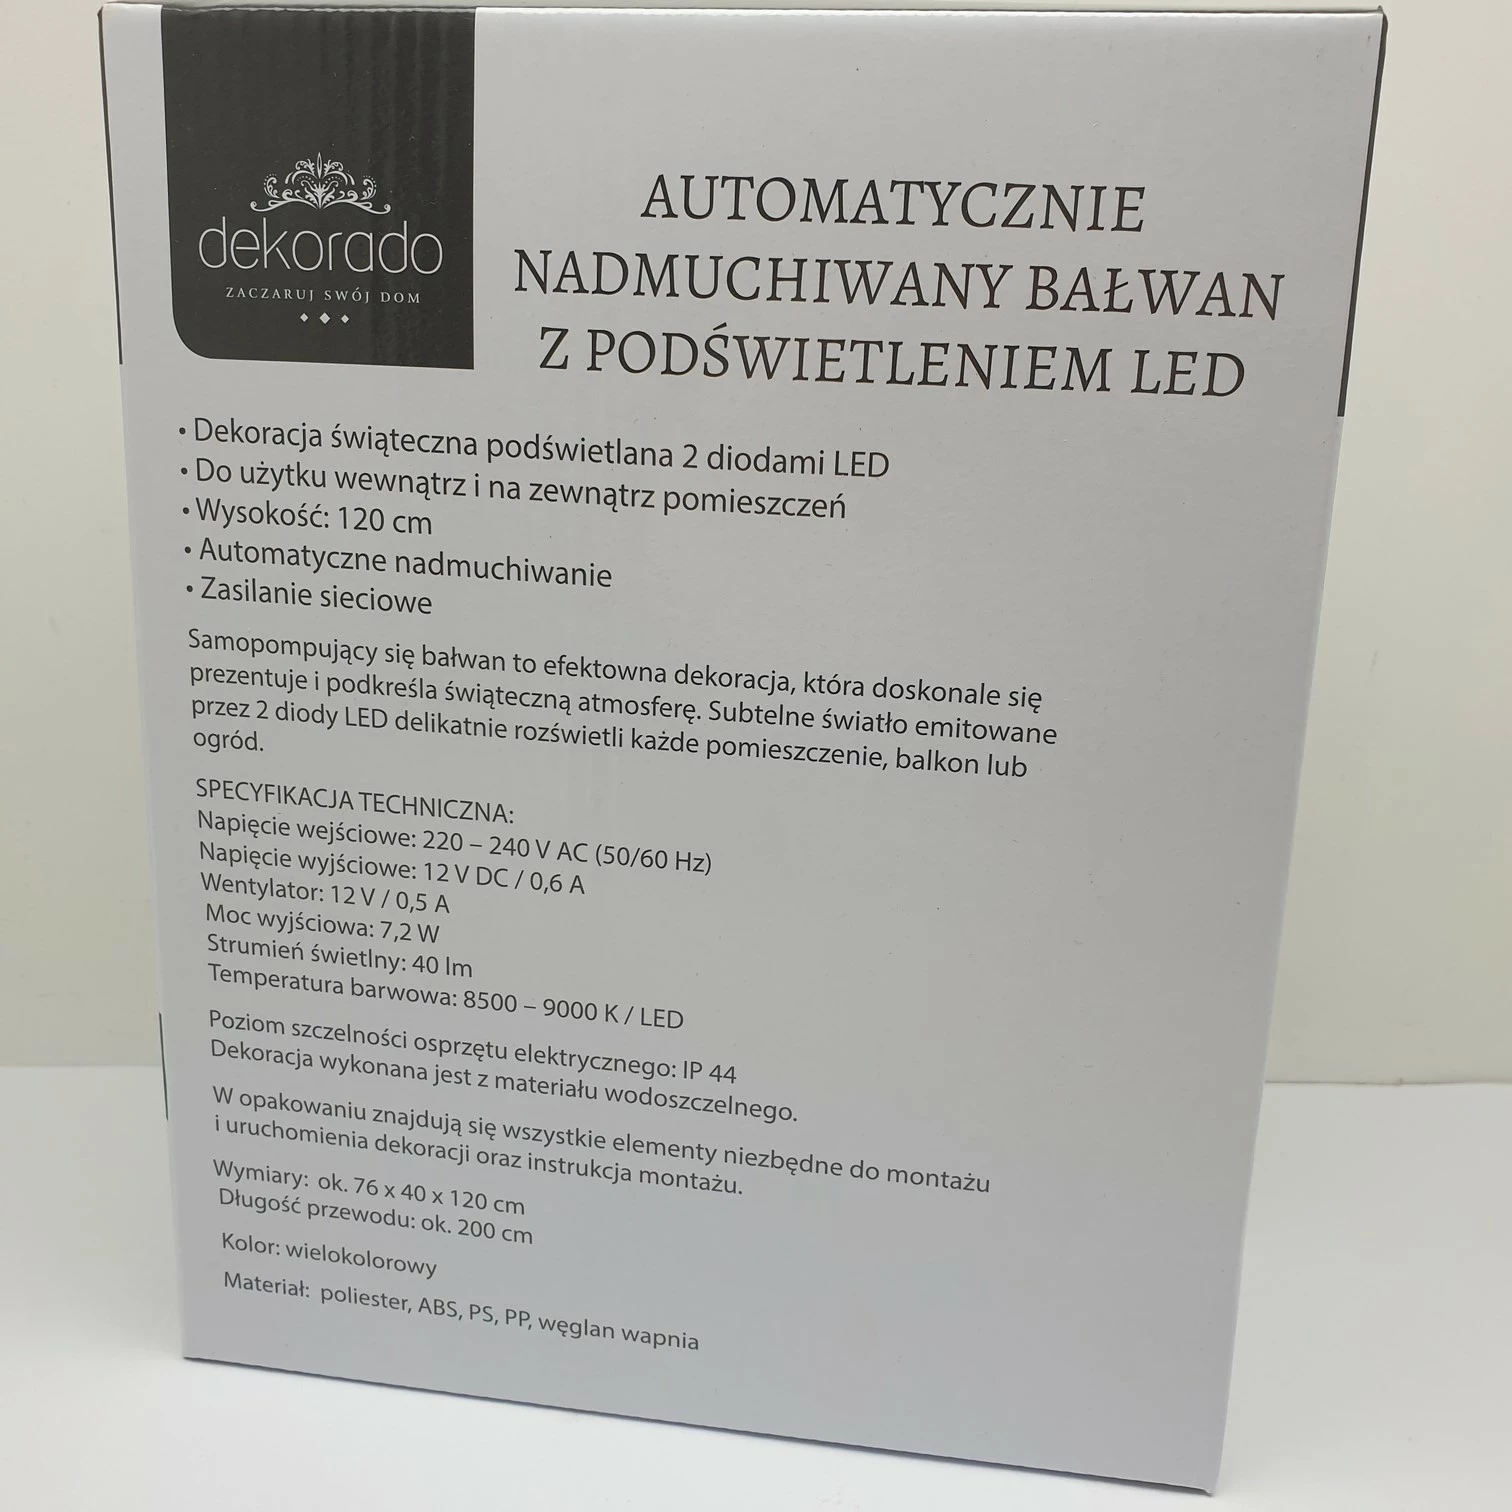 dekorado
ZACZARUJ SWÓJ DOM
AUTOMATYCZNIE
NADMUCHIWANY BAŁWAN
Z PODŚWIETLENIEM LED
• Dekoracja świąteczna podświetlana 2 diodami LED
• Do użytku wewnątrz i na zewnątrz pomieszczeń
• Wysokość: 120 cm
• Automatyczne nadmuchiwanie
• Zasilanie sieciowe
Samopompujący się bałwan to efektowna dekoracja, która doskonale się
prezentuje i podkreśla świąteczną atmosferę. Subtelne światło emitowane
przez 2 diody LED delikatnie rozświetli każde pomieszczenie, balkon lub
ogród.
SPECYFIKACJA TECHNICZNA:
Napięcie wejściowe: 220 – 240 V AC (50/60 Hz)
Napięcie wyjściowe: 12 V DC / 0,6 A
Wentylator: 12 V / 0,5 A
Moc wyjściowa: 7,2 W
Strumień świetlny: 40 lm
Temperatura barwowa: 8500 – 9000 K / LED
Poziom szczelności osprzętu elektrycznego: IP 44
Dekoracja wykonana jest z materiału wodoszczelnego.
W opakowaniu znajdują się wszystkie elementy niezbędne do montażu
i uruchomienia dekoracji oraz instrukcja montażu.
Wymiary: ok. 76 x 40 x 120 cm
Długość przewodu: ok. 200 cm
Kolor: wielokolorowy
Materiał: poliester, ABS, PS, PP, węglan wapnia